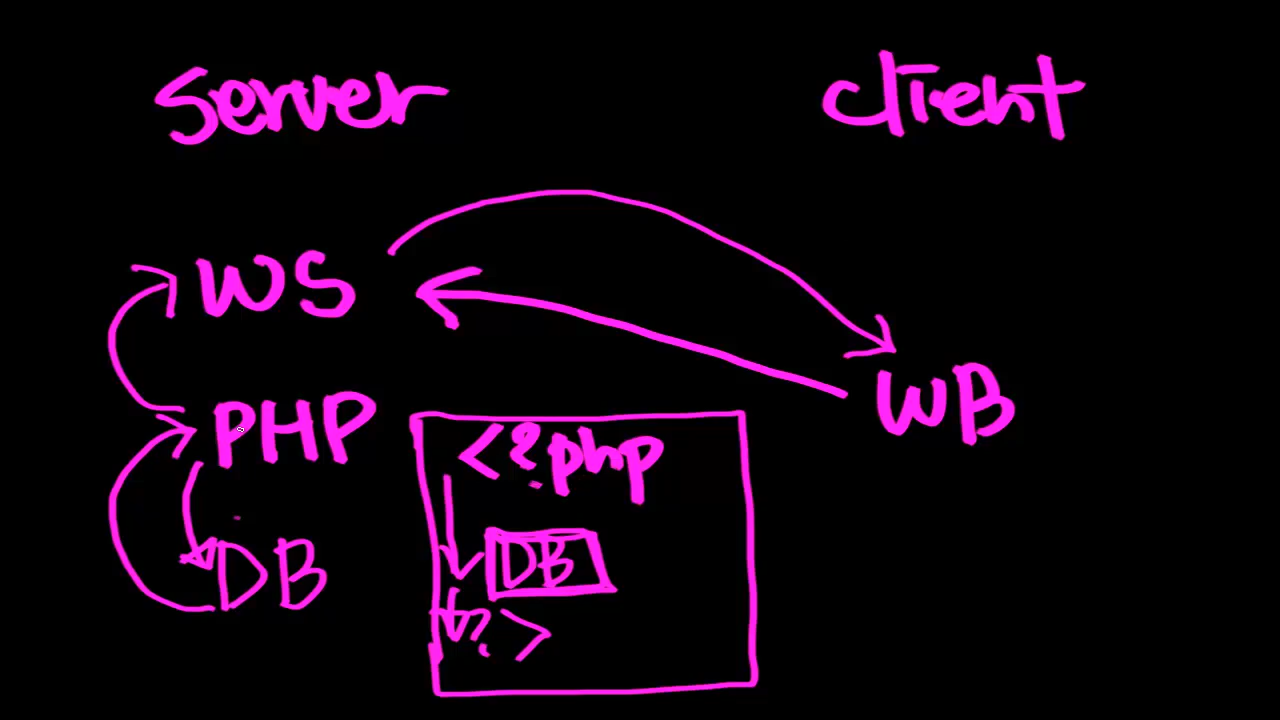 Server
client
WS
WB
PHP
DB
<?php
DB
?>